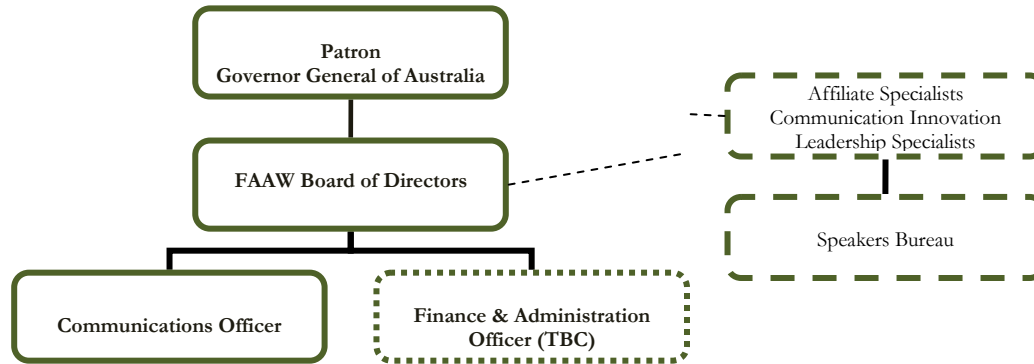 Patron
Governor General of Australia
Affiliate Specialists
Communication Innovation
Leadership Specialists
FAAW Board of Directors
Speakers Bureau
Communications Officer
Finance & Administration
Officer (TBC)